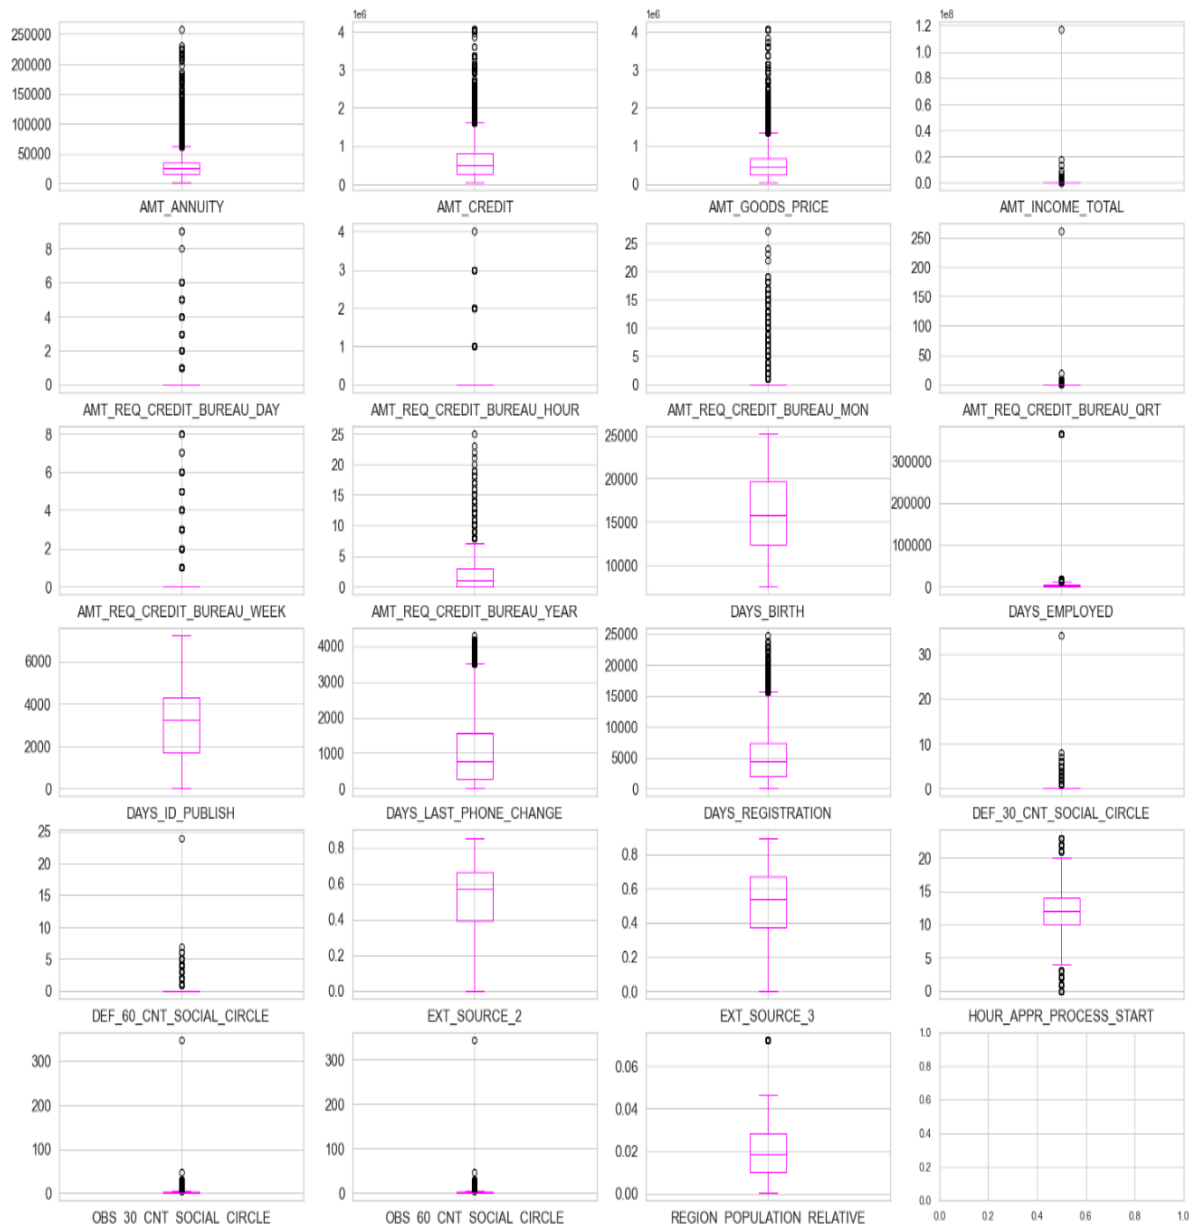 1e6 1e6 1e8
250000 200000 150000 100000 50000 0
4 3 2 1 0
4 3 2 1 0
1.2 1.0 0.8 0.6 0.4 0.2 0.0
AMT_ANNUITY AMT_CREDIT AMT_GOODS_PRICE AMT_INCOME_TOTAL
8 6 4 2 0
4 3 2 1 0
25 20 15 10 5 0
250 200 150 100 50 0
AMT_REQ_CREDIT_BUREAU_DAY AMT_REQ_CREDIT_BUREAU_HOUR AMT_REQ_CREDIT_BUREAU_MON AMT_REQ_CREDIT_BUREAU_QRT
8 6 4 2 0
25 20 15 10 5 0
25000 20000 15000 10000
300000 200000 100000 0
AMT_REQ_CREDIT_BUREAU_WEEK AMT_REQ_CREDIT_BUREAU_YEAR DAYS_BIRTH DAYS_EMPLOYED
6000 4000 2000 0
4000 3000 2000 1000 0
25000 20000 15000 10000 5000 0
30 20 10 0
DAYS_ID_PUBLISH DAYS_LAST_PHONE_CHANGE DAYS_REGISTRATION DEF_30_CNT_SOCIAL_CIRCLE
25 20 15 10 5 0
0.8 0.6 0.4 0.2 0.0
0.8 0.6 0.4 0.2 0.0
20 15 10 5 0
DEF_60_CNT_SOCIAL_CIRCLE EXT_SOURCE_2 EXT_SOURCE_3 HOUR_APPR_PROCESS_START
300 200 100 0
300 200 100 0
0.06 0.04 0.02 0.00
1.0 0.8 0.6 0.4 0.2 0.0
0.0 0.2 0.4 0.6 0.8 1.0
OBS_30_CNT_SOCIAL_CIRCLE OBS_60_CNT_SOCIAL_CIRCLE REGION_POPULATION_RELATIVE